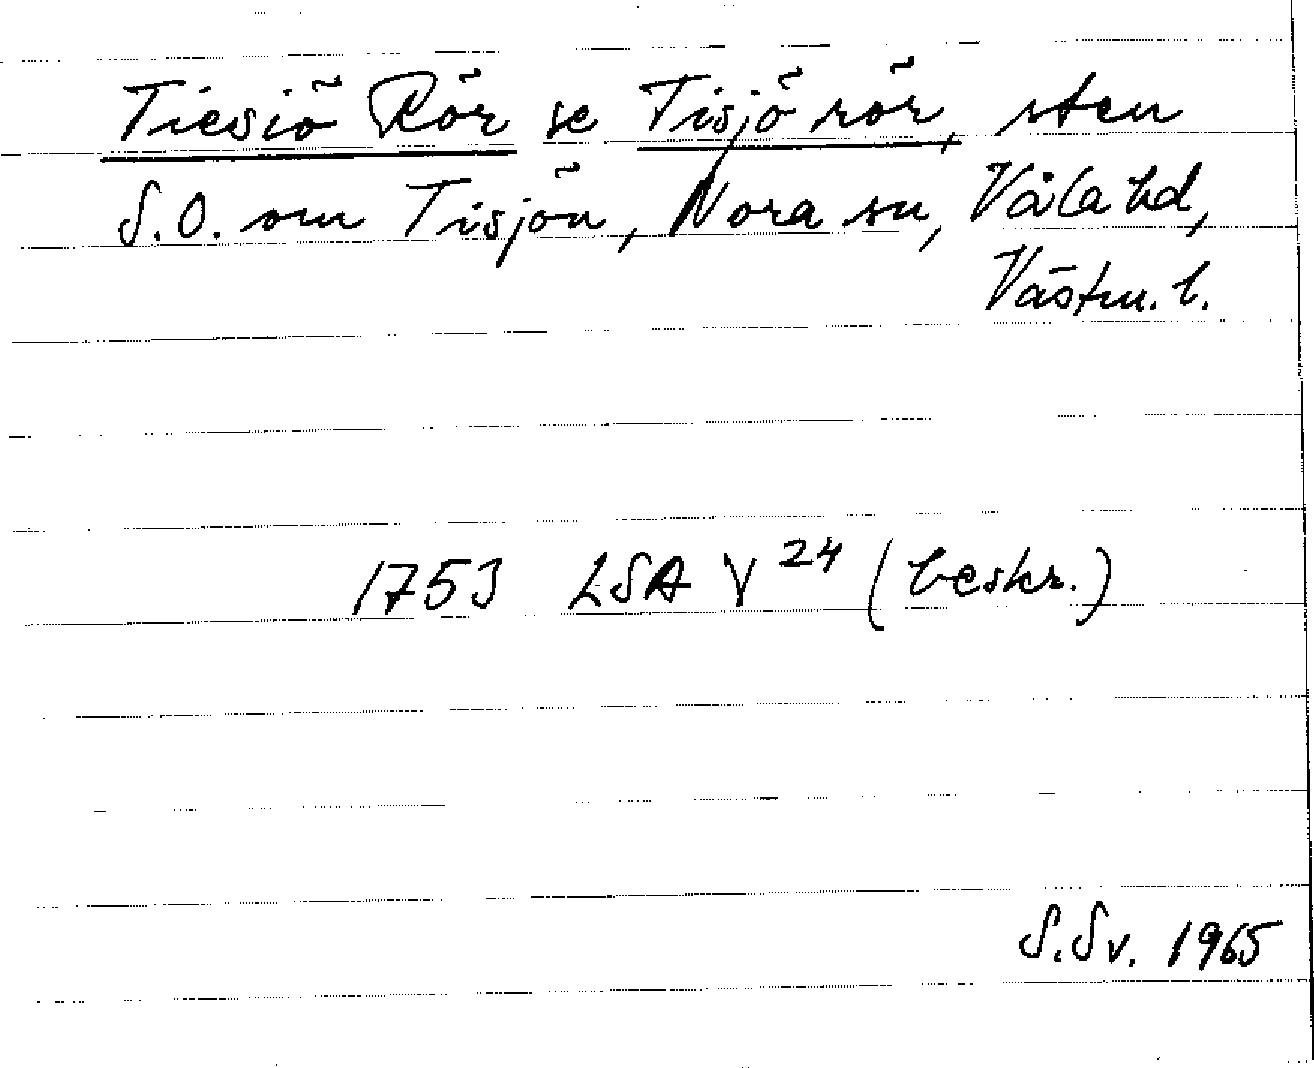 Tiesiö Rör se Tisjö rör, sten
S.O. om Tisjön, Nora sn, Våla hd,
Västm. l.
1753 LSA V 24 (beskr.)
S.Sv. 1965